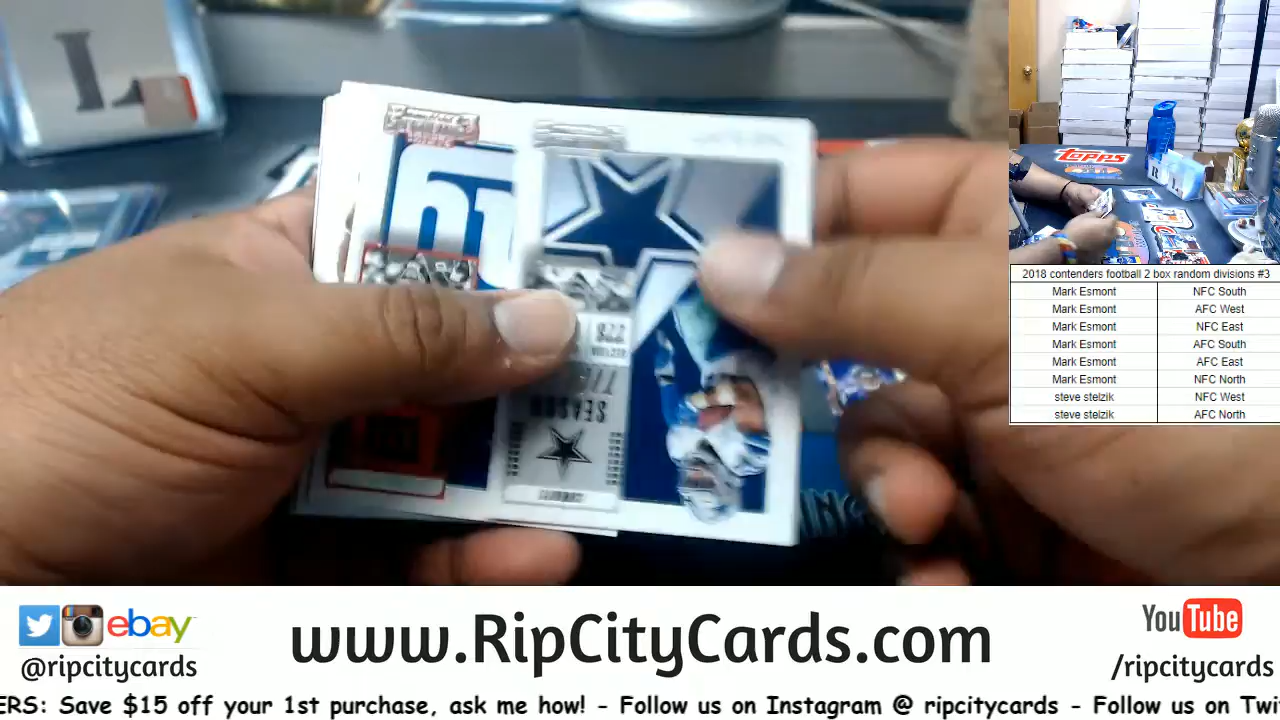 L
SEASON
TOPPS
2018 contenders football 2 box random divisions #3
Mark Esmont NFC South
Mark Esmont AFC West
Mark Esmont NFC East
Mark Esmont AFC South
Mark Esmont AFC East
Mark Esmont NFC North
steve stelzik NFC West
steve stelzik AFC North
ebay
@ripcitycards
www.RipCityCards.com
YouTube
/ripcitycards
ERS: Save $15 off your 1st purchase, ask me how! - Follow us on Instagram @ ripcitycards - Follow us on Twi